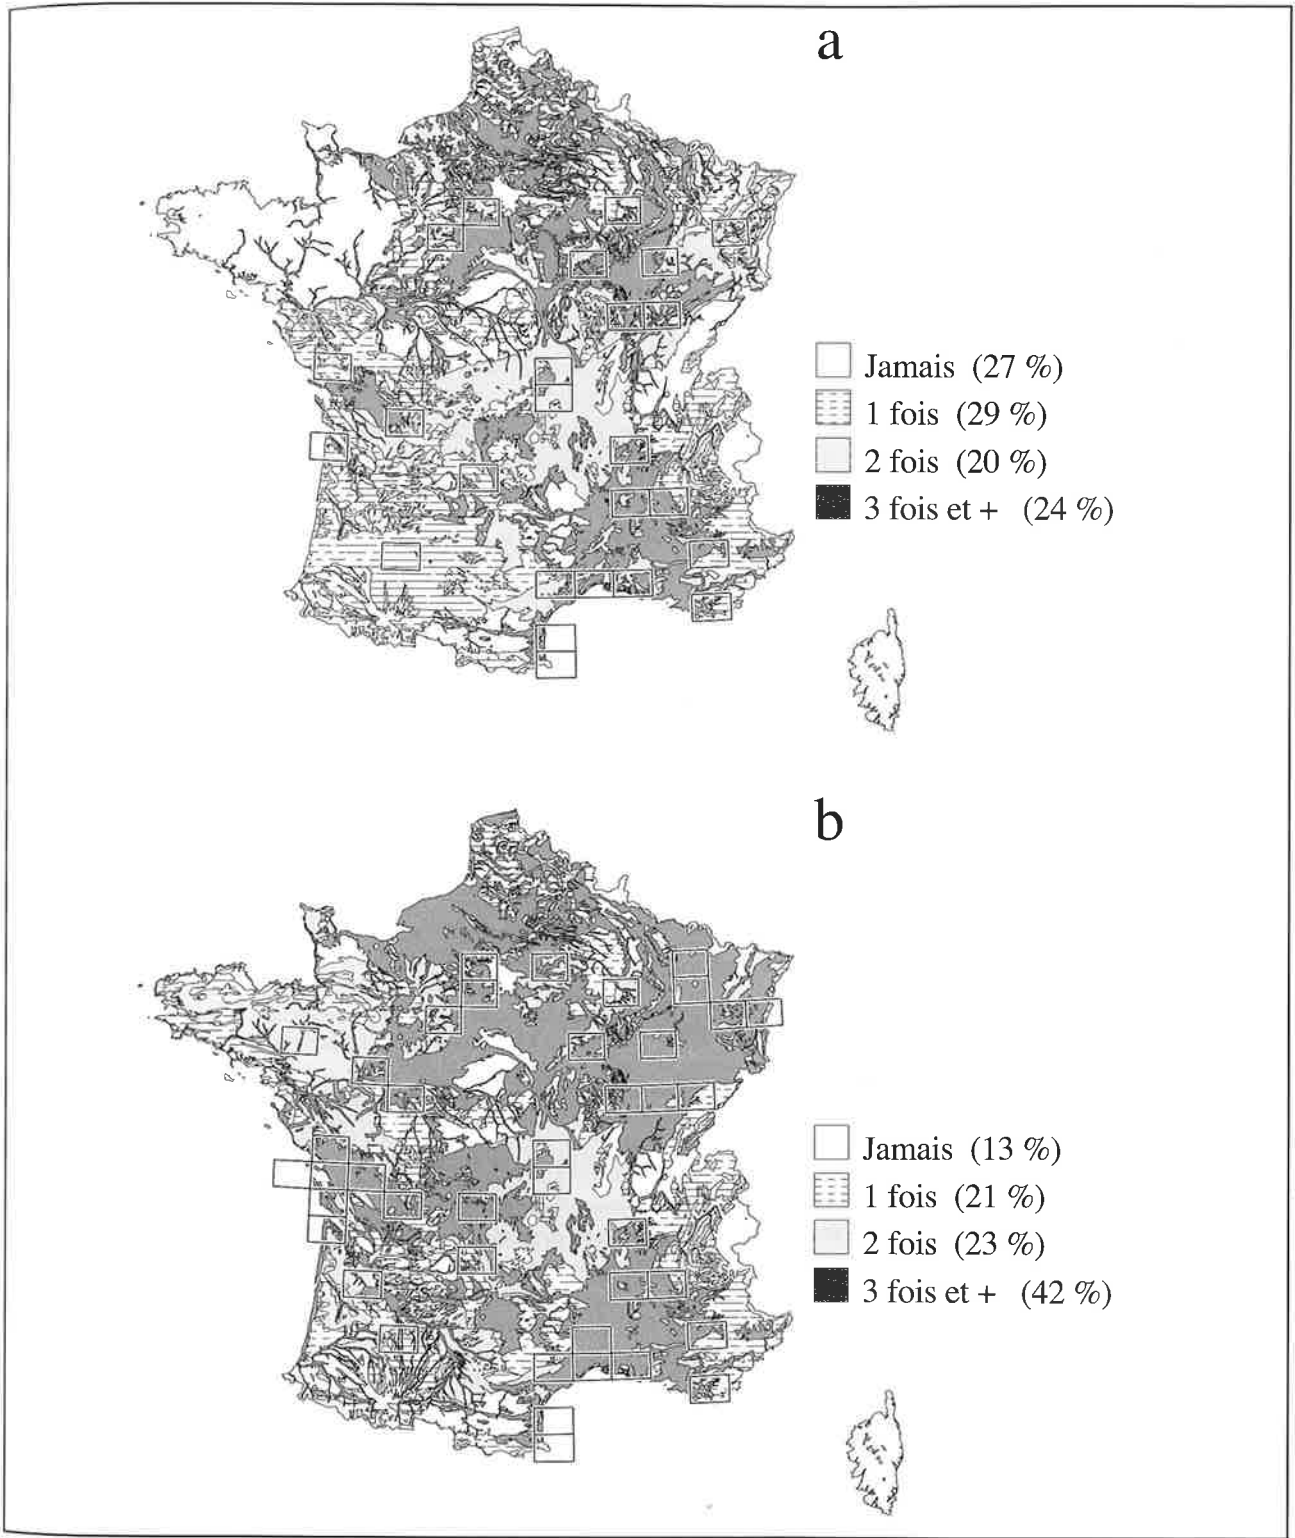 a
Jamais (27 %)
1 fois (29 %)
2 fois (20 %)
3 fois et + (24 %)
b
Jamais (13 %)
1 fois (21 %)
2 fois (23 %)
3 fois et + (42 %)